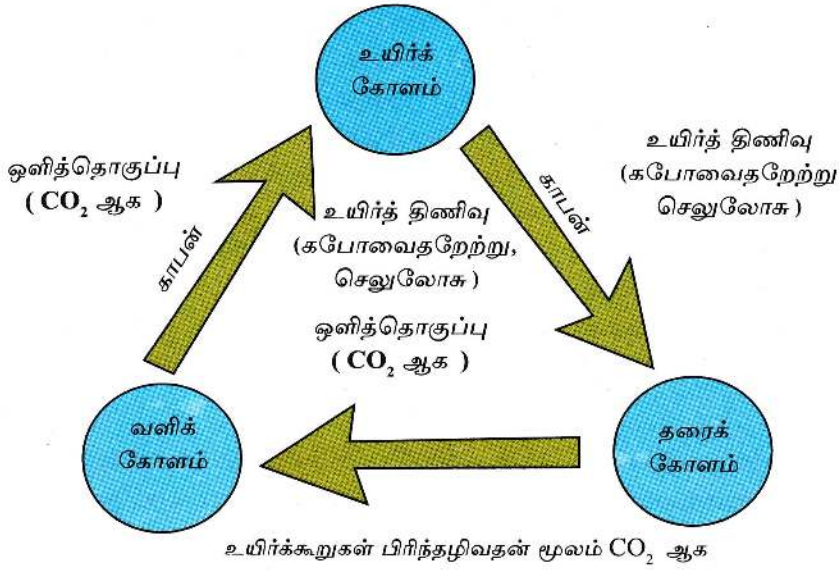 உயிர்க்
கோளம்
ஒளித்தொகுப்பு
( CO₂ ஆக )
காபன்
உயிர்த் திணிவு
(கபோவைதறேற்று,
செலுலோசு )
ஒளித்தொகுப்பு
( CO₂ ஆக )
காபன்
உயிர்த் திணிவு
(கபோவைதறேற்று
செலுலோசு )
வளிக்
கோளம்
தரைக்
கோளம்
உயிர்க்கூறுகள் பிரிந்தழிவதன் மூலம் CO₂ ஆக